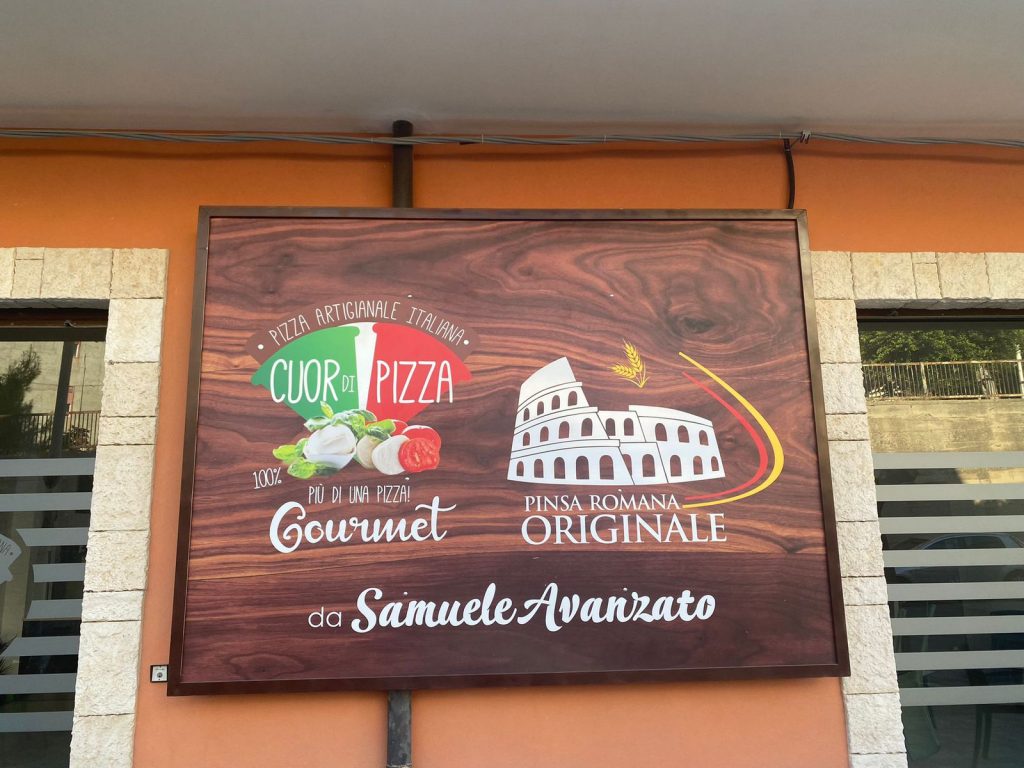 PIZZA ARTIGIANALE ITALIANA
CUOR DI PIZZA
100%
PIÙ DI UNA PIZZA!
Gourmet
PINSA ROMANA
ORIGINALE
da Samuele Avanzato